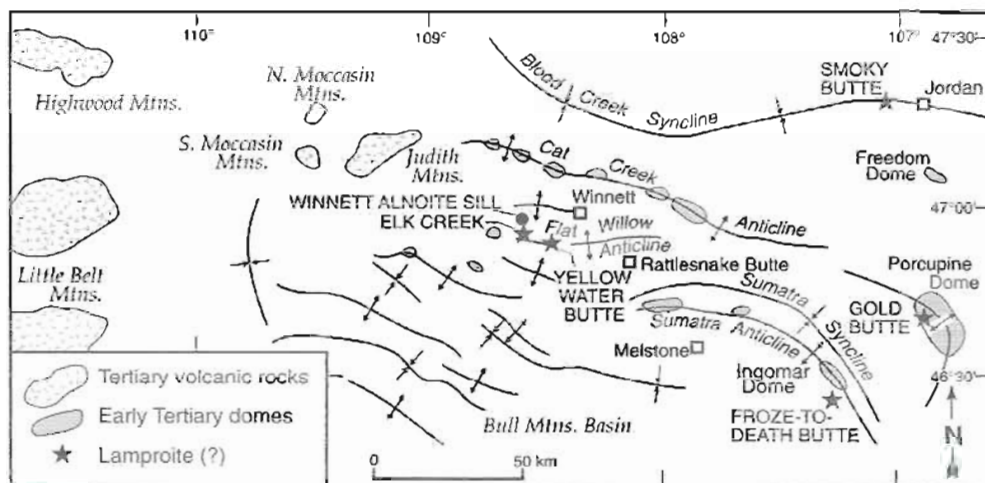 110°
109°
108°
107°
47°30'
Highwood Mtns.
N. Moccasin
Mtns.
S. Moccasin
Mtns.
Judith
Mtns.
Blood Creek Syncline
SMOKY
BUTTE
Jordan
Freedom
Dome
47°00'
Cat Creek Anticline
Winnett
WINNETT ALNOITE SILL
ELK CREEK
Flat Willow
Anticline
Rattlesnake Butte
YELLOW
WATER
BUTTE
Little Belt
Mtns.
Porcupine
Dome
GOLD
BUTTE
Sumatra Syncline
Sumatra Anticline
Melstone
Ingomar
Dome
46°30'
FROZE-TO-
DEATH BUTTE
Bull Mtns. Basin
Tertiary volcanic rocks
Early Tertiary domes
Lamproite (?)
0 50 km
N